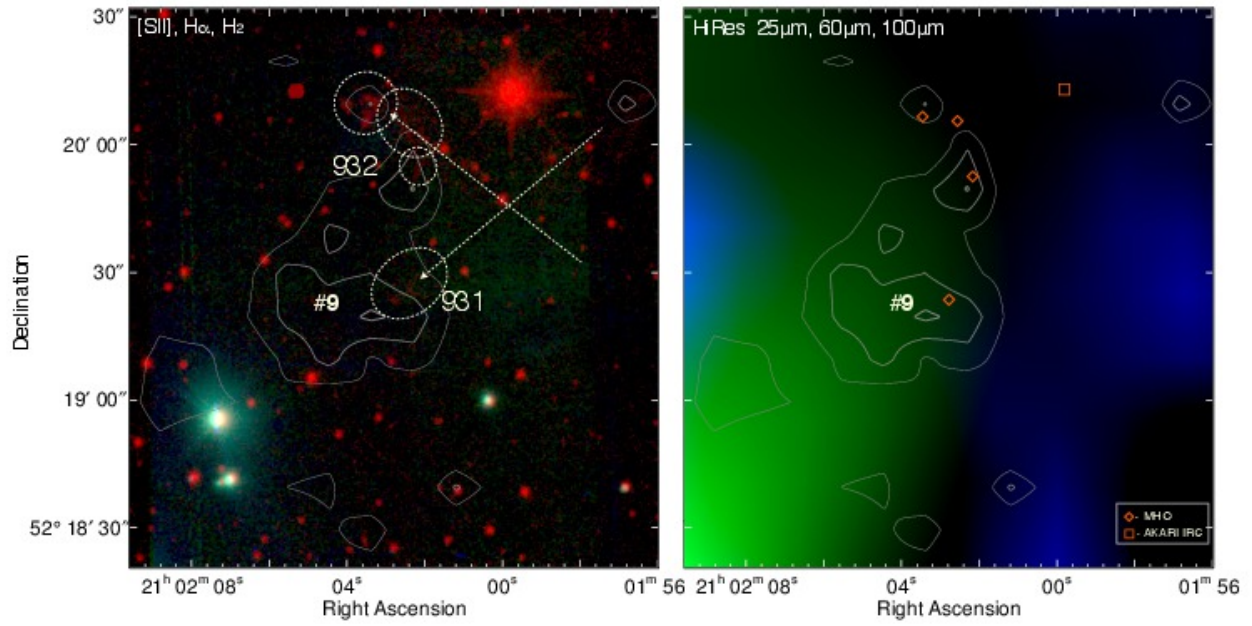 [SII], Hα, H₂
HiRes 25μm, 60μm, 100μm
30″
20′ 00″
932
30″
#9
931
#9
19′ 00″
52° 18′ 30″
MHO
AKARI IRC
21ʰ 02ᵐ 08ˢ 04ˢ 00ˢ 01ᵐ 56
21ʰ 02ᵐ 08ˢ 04ˢ 00ˢ 01ᵐ 56
Right Ascension
Right Ascension
Declination